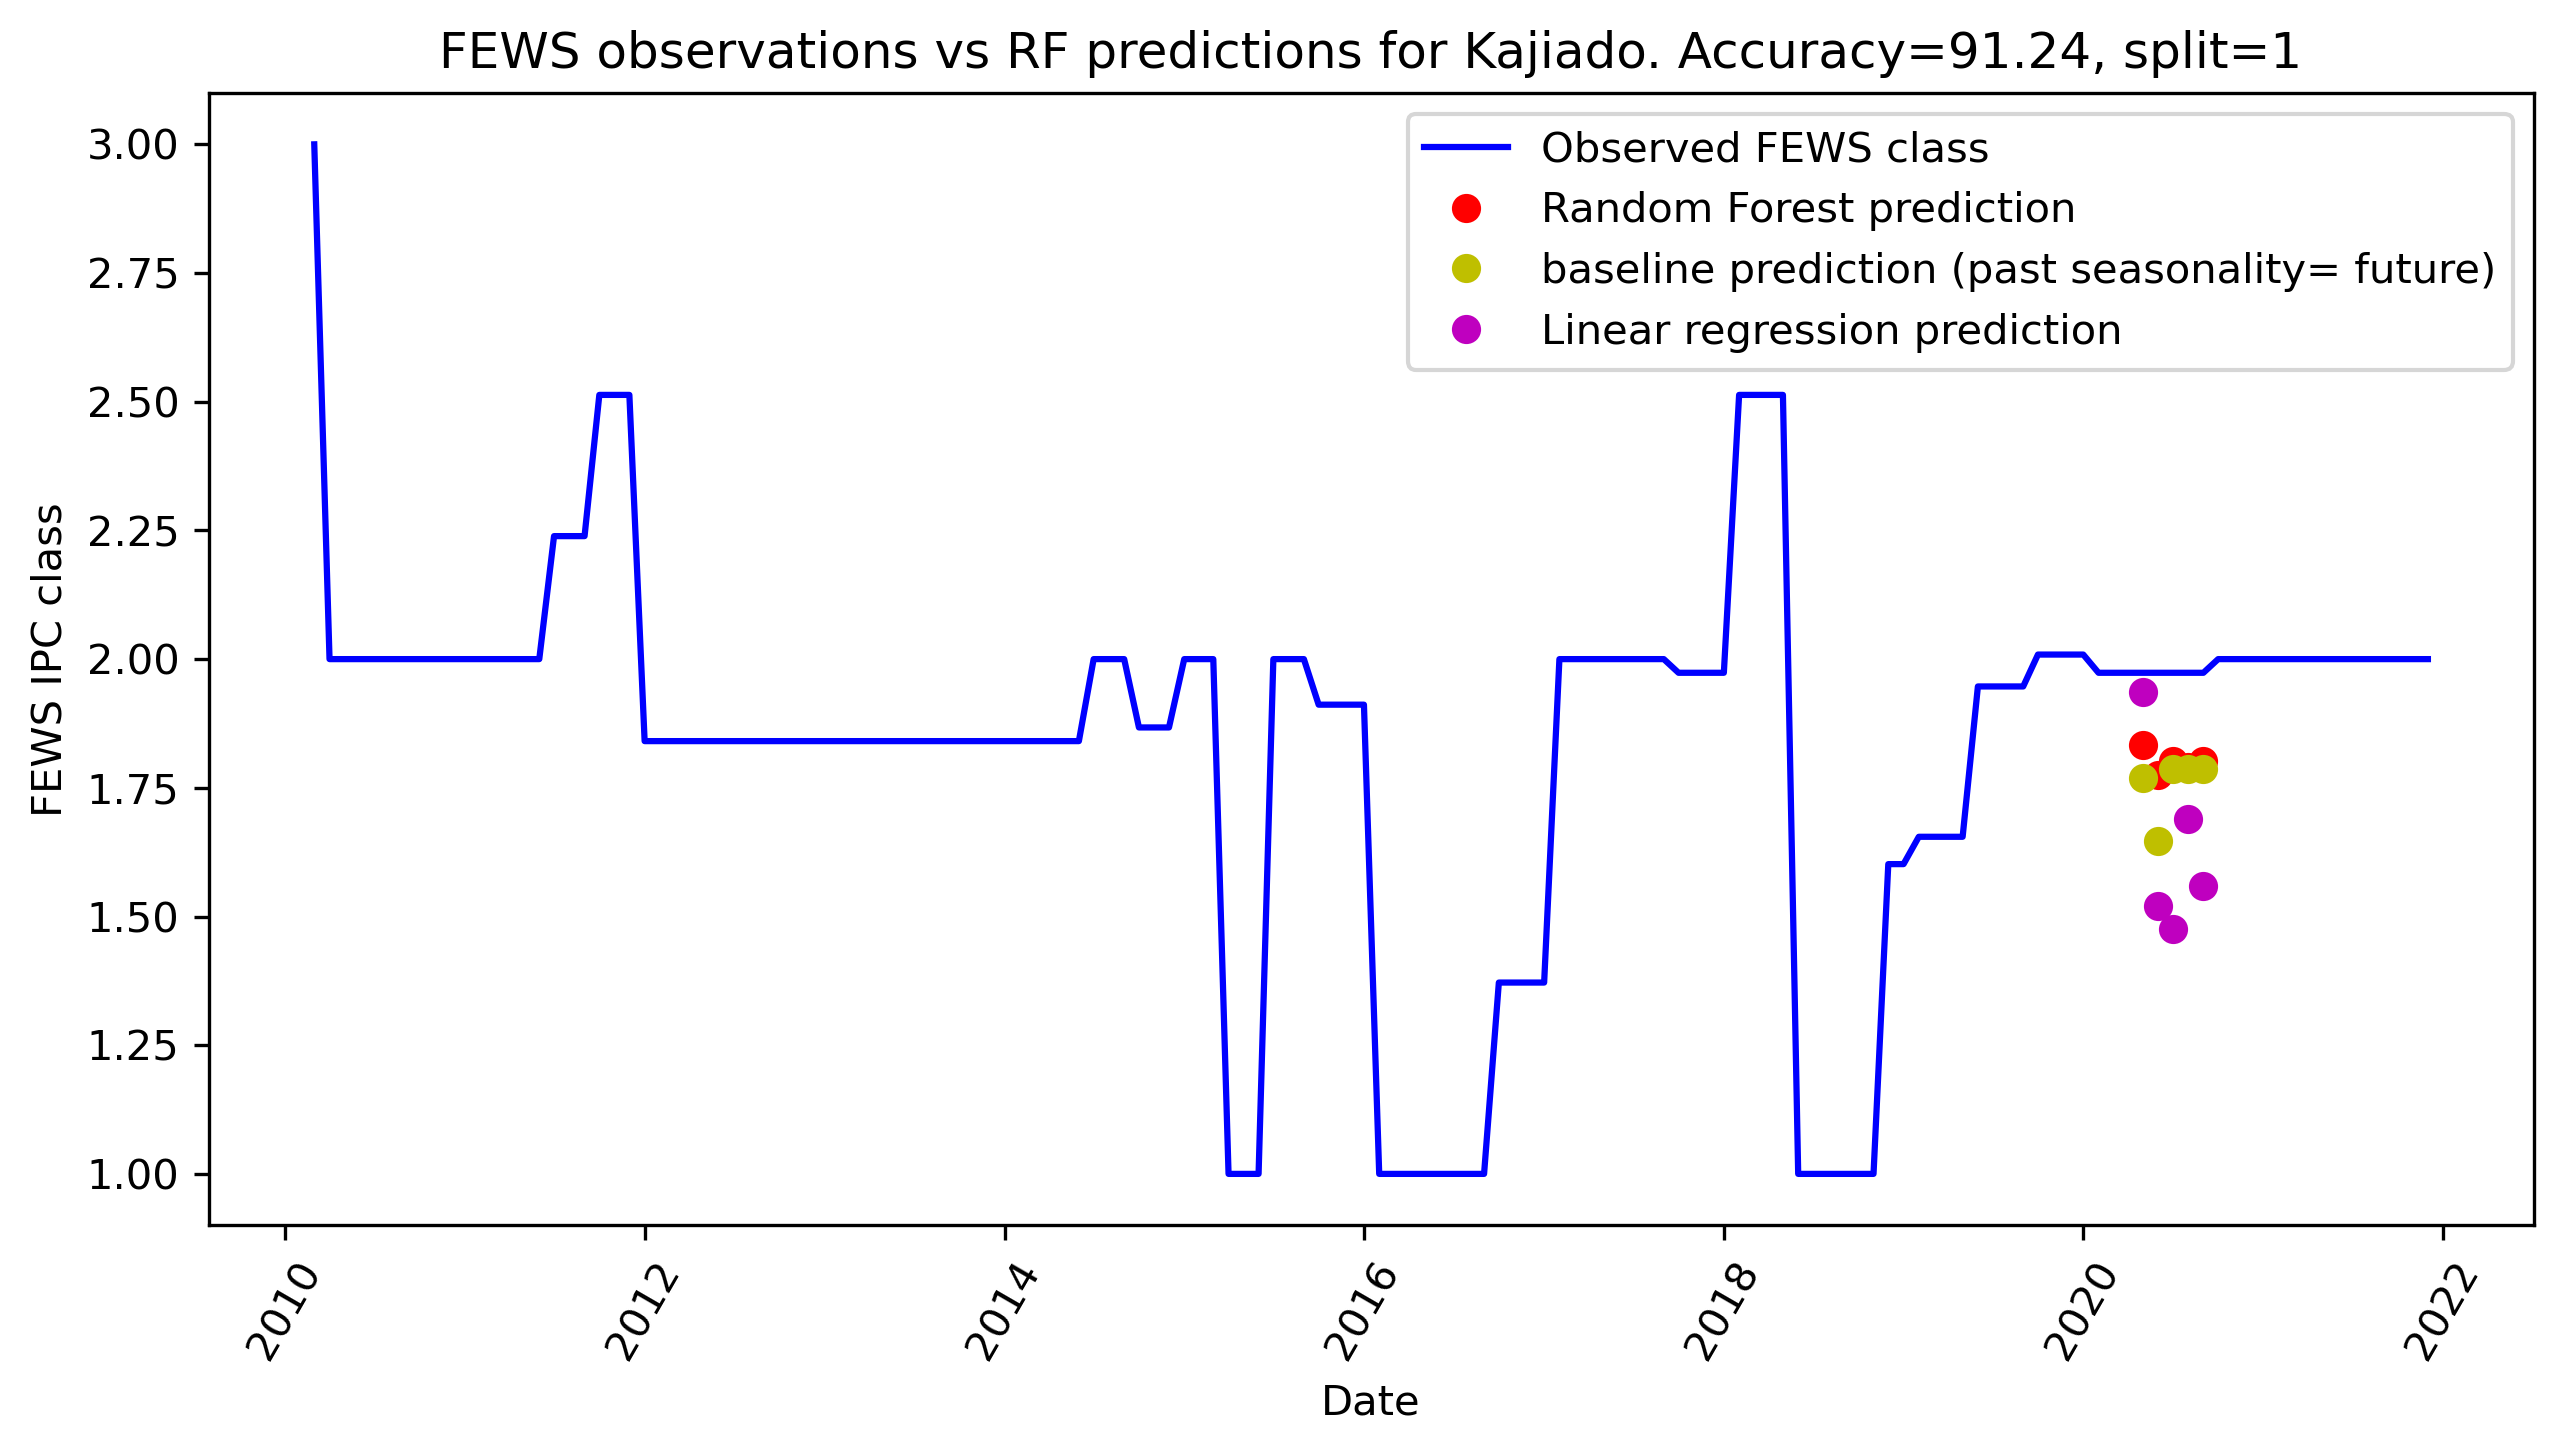 FEWS observations vs RF predictions for Kajiado. Accuracy=91.24, split=1
Observed FEWS class
Random Forest prediction
baseline prediction (past seasonality= future)
Linear regression prediction
FEWS IPC class
3.00
2.75
2.50
2.25
2.00
1.75
1.50
1.25
1.00
2010
2012
2014
2016
2018
2020
2022
Date